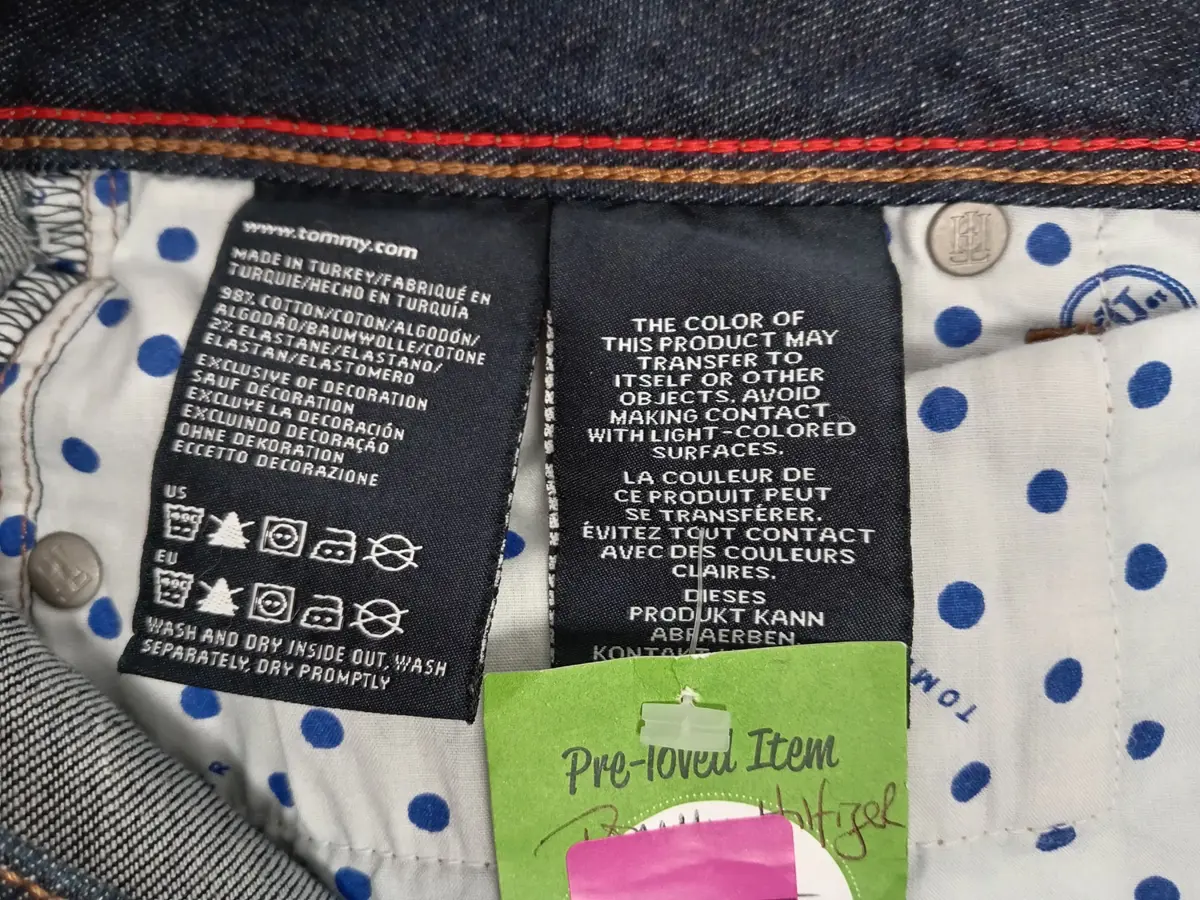 www.tommy.com
MADE IN TURKEY/FABRIQUÉ EN
TURQUIE/HECHO EN TURQUÍA
98% COTTON/COTON/ALGODÓN/
ALGODÃO/BAUMWOLLE/COTONE
2% ELASTANE/ELASTANO/
ELASTAN/ELASTOMERO
EXCLUSIVE OF DECORATION
SAUF DÉCORATION
EXCLUYE LA DECORACIÓN
EXCLUINDO DECORAÇÃO
OHNE DEKORATION
ECCETTO DECORAZIONE
US
EU
WASH AND DRY INSIDE OUT, WASH
SEPARATELY, DRY PROMPTLY
THE COLOR OF
THIS PRODUCT MAY
TRANSFER TO
ITSELF OR OTHER
OBJECTS. AVOID
MAKING CONTACT
WITH LIGHT-COLORED
SURFACES.
LA COULEUR DE
CE PRODUIT PEUT
SE TRANSFÉRER.
ÉVITEZ TOUT CONTACT
AVEC DES COULEURS
CLAIRES.
DIESES
PRODUKT KANN
ABFAERBEN
Pre-loved Item
Hilfizer
TOM
R